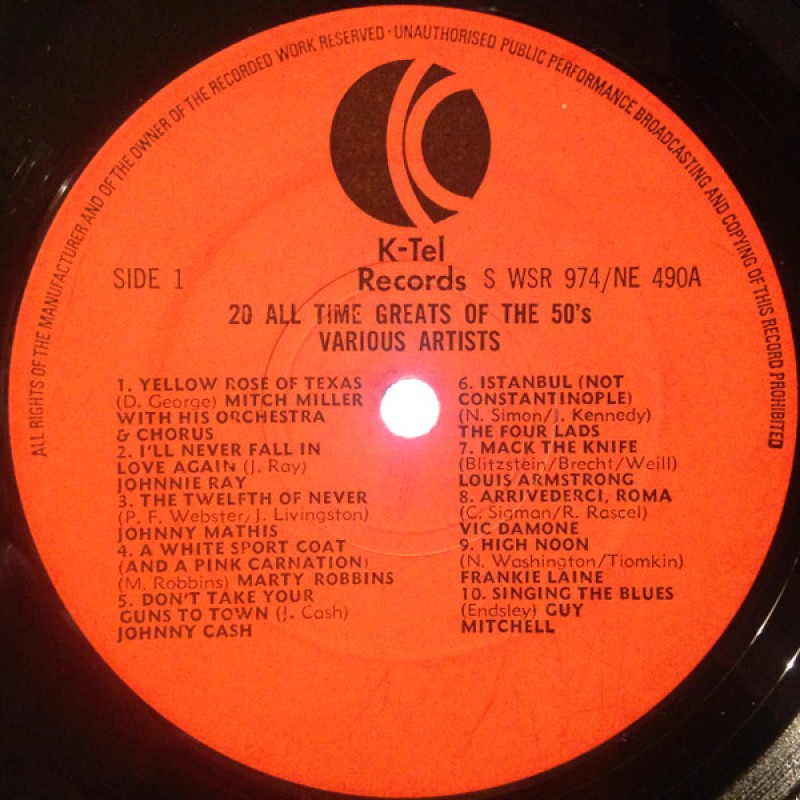 ALL RIGHTS OF THE MANUFACTURER AND OF THE OWNER OF THE RECORDED WORK RESERVED · UNAUTHORISED PUBLIC PERFORMANCE BROADCASTING AND COPYING OF THIS RECORD PROHIBITED
K-Tel
Records
SIDE 1
S WSR 974/NE 490A
20 ALL TIME GREATS OF THE 50's
VARIOUS ARTISTS
1. YELLOW ROSE OF TEXAS
(D. George) MITCH MILLER
WITH HIS ORCHESTRA
& CHORUS
2. I'LL NEVER FALL IN
LOVE AGAIN (J. Ray)
JOHNNIE RAY
3. THE TWELFTH OF NEVER
(P. F. Webster/J. Livingston)
JOHNNY MATHIS
4. A WHITE SPORT COAT
(AND A PINK CARNATION)
(M. Robbins) MARTY ROBBINS
5. DON'T TAKE YOUR
GUNS TO TOWN (J. Cash)
JOHNNY CASH
6. ISTANBUL (NOT
CONSTANTINOPLE)
(N. Simon/J. Kennedy)
THE FOUR LADS
7. MACK THE KNIFE
(Blitzstein/Brecht/Weill)
LOUIS ARMSTRONG
8. ARRIVEDERCI, ROMA
(C. Sigman/R. Rascel)
VIC DAMONE
9. HIGH NOON
(N. Washington/Tiomkin)
FRANKIE LAINE
10. SINGING THE BLUES
(Endsley) GUY
MITCHELL